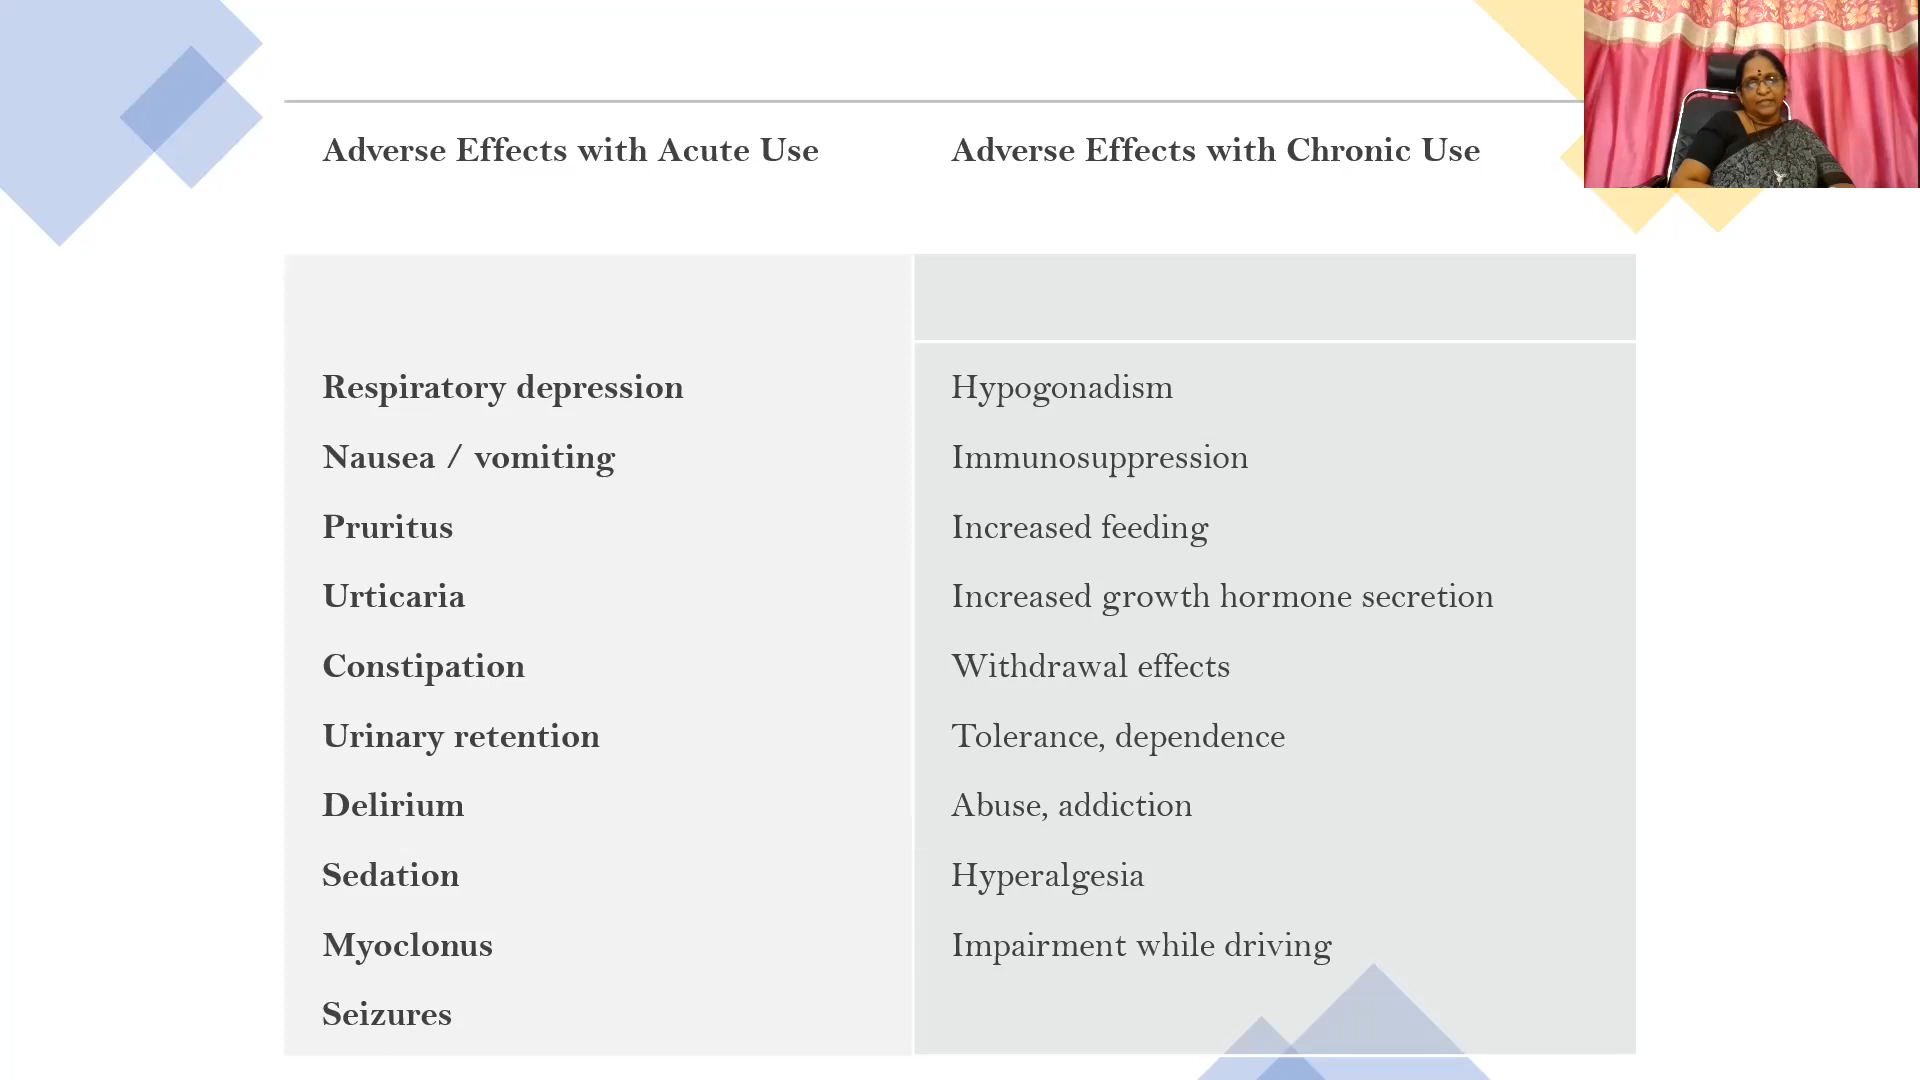 Adverse Effects with Acute Use
Adverse Effects with Chronic Use
Respiratory depression
Hypogonadism
Nausea / vomiting
Immunosuppression
Pruritus
Increased feeding
Urticaria
Increased growth hormone secretion
Constipation
Withdrawal effects
Urinary retention
Tolerance, dependence
Delirium
Abuse, addiction
Sedation
Hyperalgesia
Myoclonus
Impairment while driving
Seizures